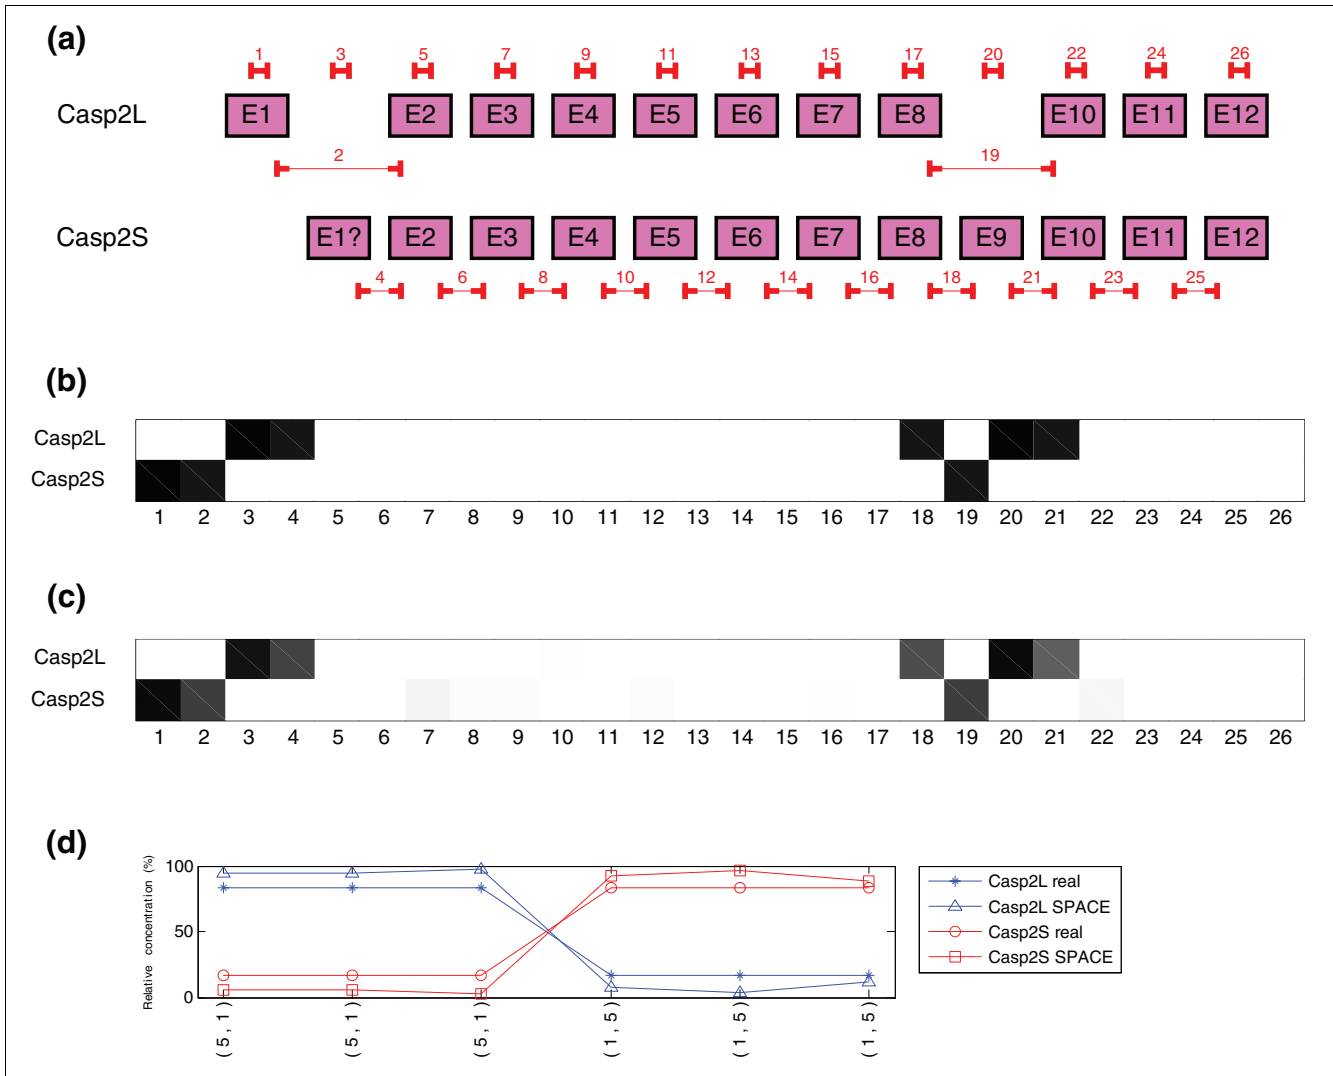 (a)
1 3 5 7 9 11 13 15 17 20 22 24 26
Casp2L E1 E2 E3 E4 E5 E6 E7 E8 E10 E11 E12
2 19
Casp2S E1? E2 E3 E4 E5 E6 E7 E8 E9 E10 E11 E12
4 6 8 10 12 14 16 18 21 23 25
(b)
Casp2L
Casp2S
1 2 3 4 5 6 7 8 9 10 11 12 13 14 15 16 17 18 19 20 21 22 23 24 25 26
(c)
Casp2L
Casp2S
1 2 3 4 5 6 7 8 9 10 11 12 13 14 15 16 17 18 19 20 21 22 23 24 25 26
(d)
Relative concentration (%)
100
50
0
(5,1) (5,1) (5,1) (1,5) (1,5) (1,5)
Casp2L real
Casp2L SPACE
Casp2S real
Casp2S SPACE